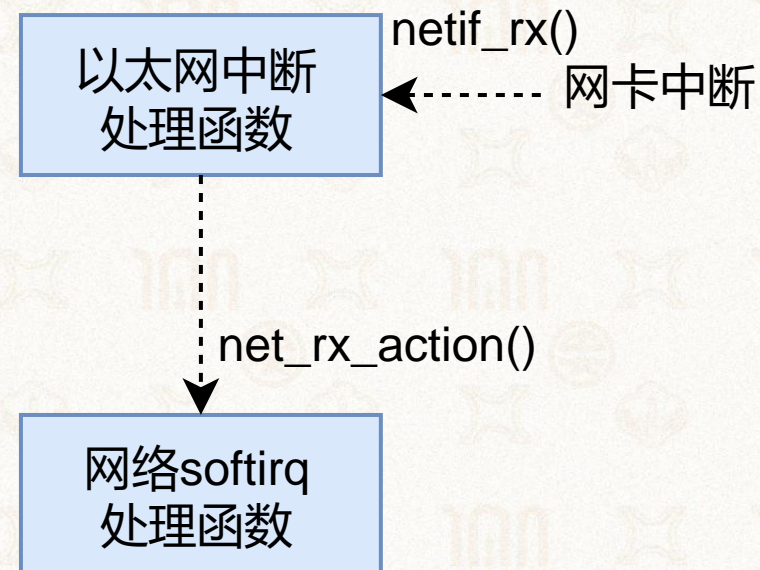 netif_rx()
以太网中断
处理函数
网卡中断
net_rx_action()
网络softirq
处理函数